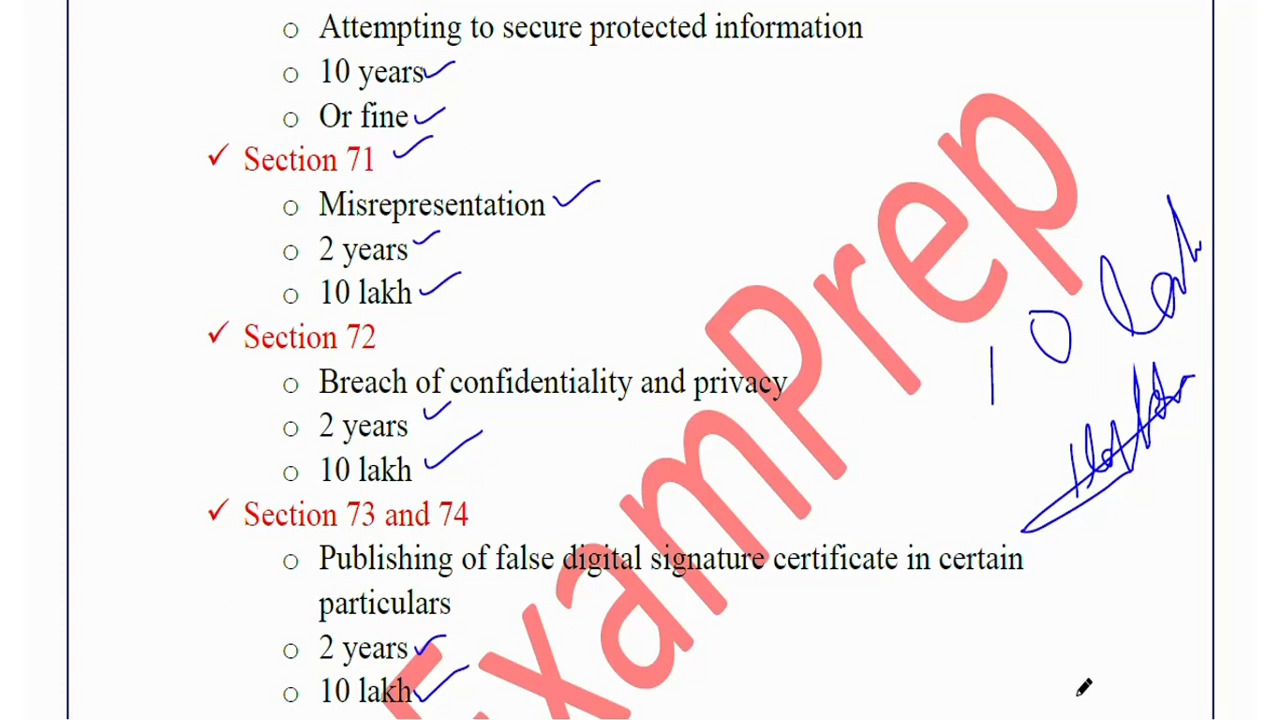 Attempting to secure protected information
10 years
Or fine
Section 71
Misrepresentation
2 years
10 lakh
Section 72
Breach of confidentiality and privacy
2 years
10 lakh
Section 73 and 74
Publishing of false digital signature certificate in certain
particulars
2 years
10 lakh
ExamPrep
10 lakh